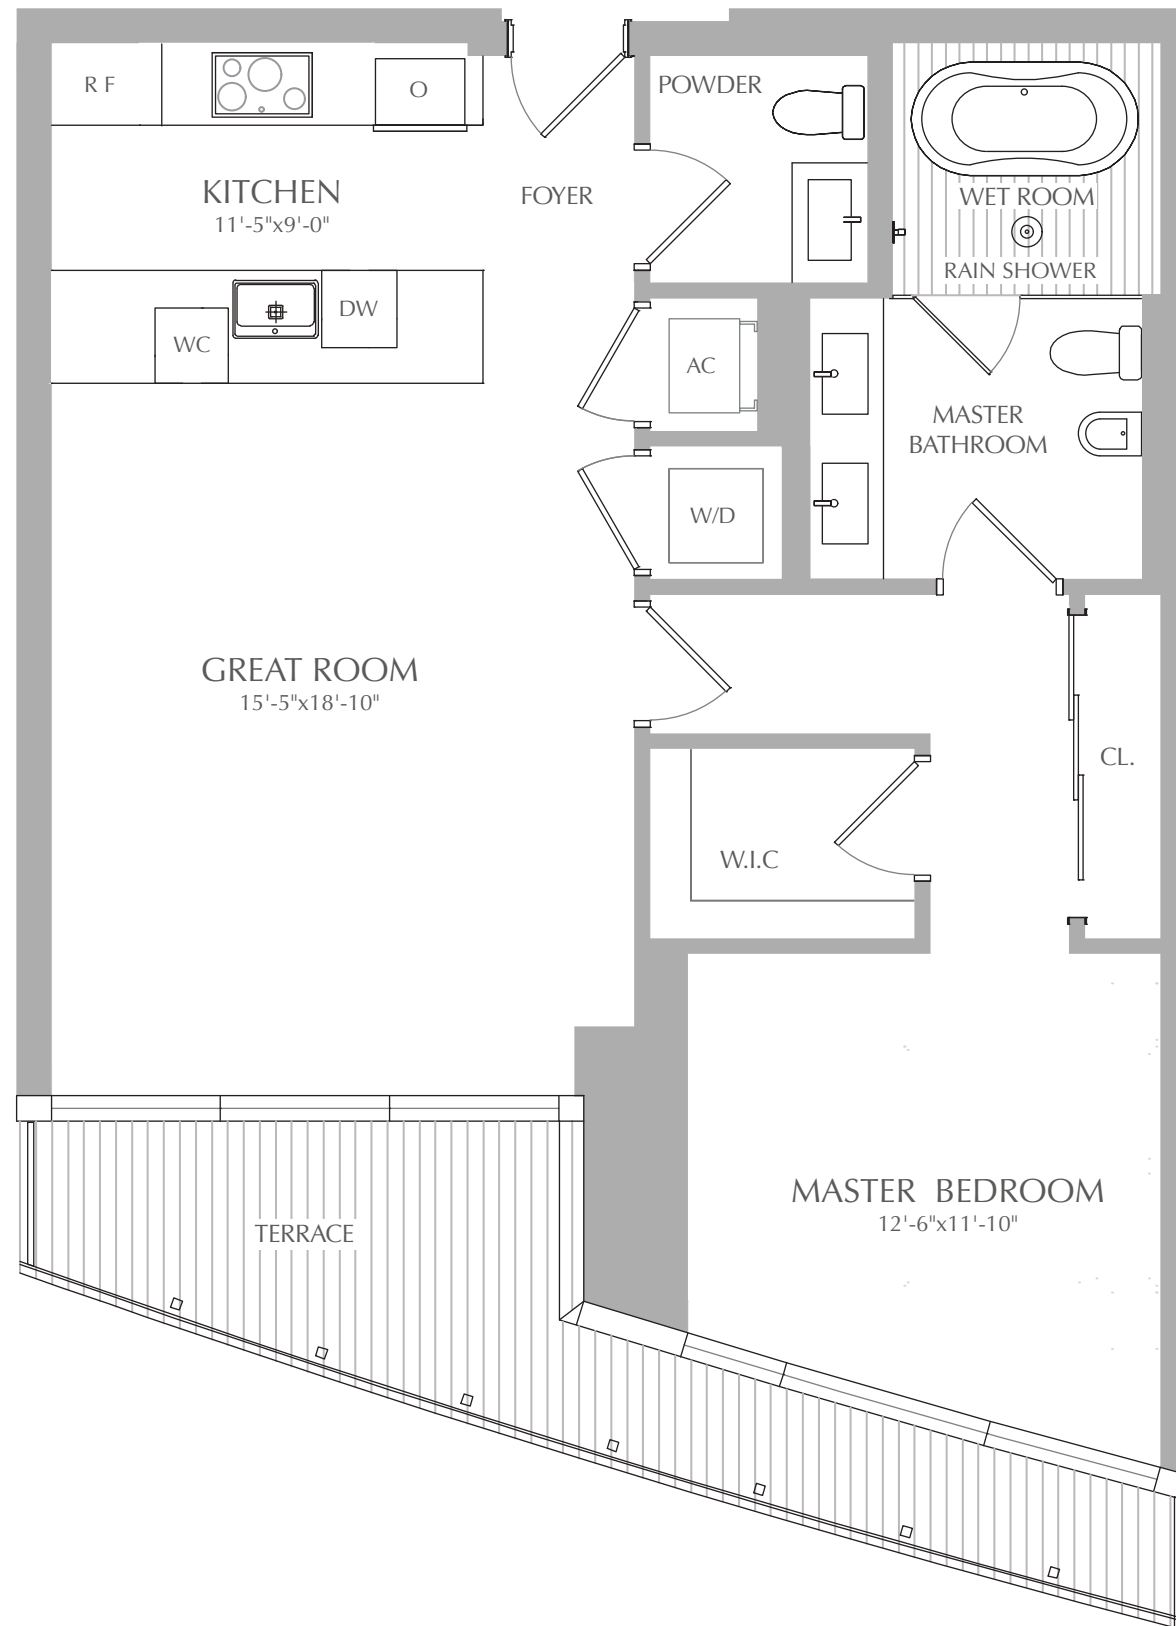 R F
O
POWDER
KITCHEN
11'-5"x9'-0"
FOYER
WET ROOM
RAIN SHOWER
DW
WC
AC
MASTER
BATHROOM
W/D
GREAT ROOM
15'-5"x18'-10"
CL.
W.I.C
MASTER BEDROOM
12'-6"x11'-10"
TERRACE